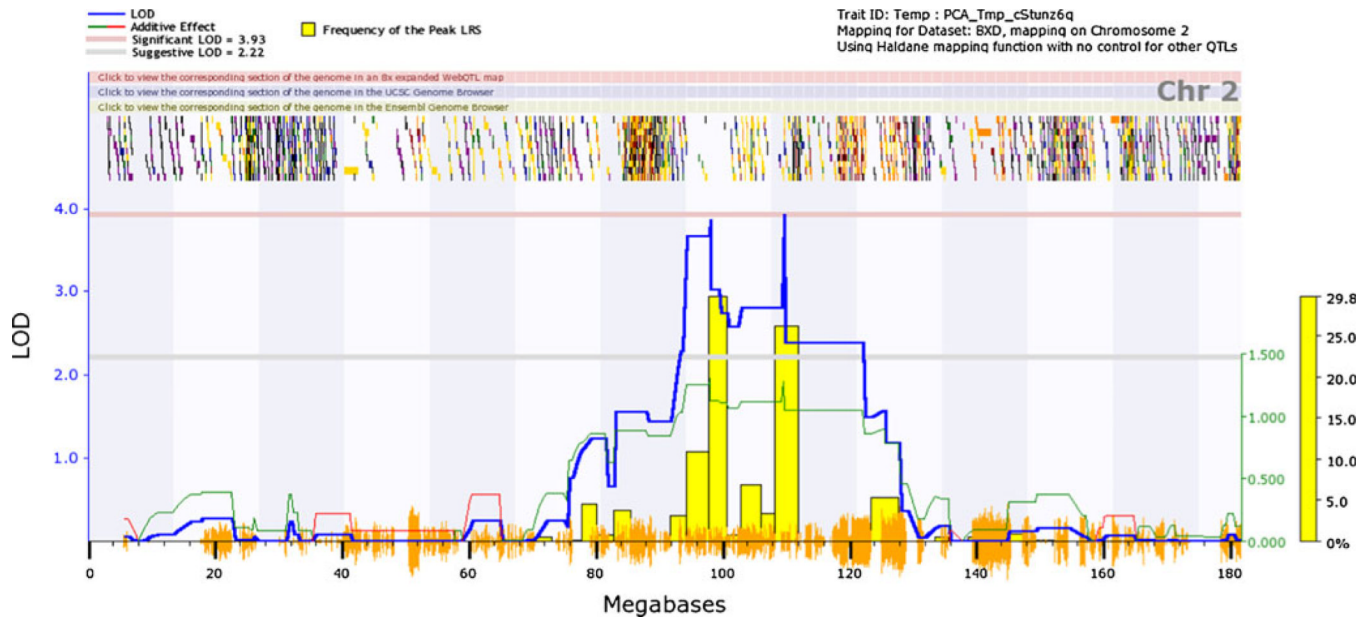 LOD
Additive Effect
Significant LOD = 3.93
Suggestive LOD = 2.22
Frequency of the Peak LRS
Trait ID: Temp : PCA_Tmp_cStunz6q
Mapping for Dataset: BXD, mapping on Chromosome 2
Using Haldane mapping function with no control for other QTLs
Click to view the corresponding section of the genome in an 8x expanded WebQTL map
Click to view the corresponding section of the genome in the UCSC Genome Browser
Click to view the corresponding section of the genome in the Ensembl Genome Browser
Chr 2
4.0
3.0
2.0
1.0
LOD
1.500
1.000
0.500
0.000
29.8
25.0
20.0
15.0
10.0
5.0
0%
0 20 40 60 80 100 120 140 160 180
Megabases